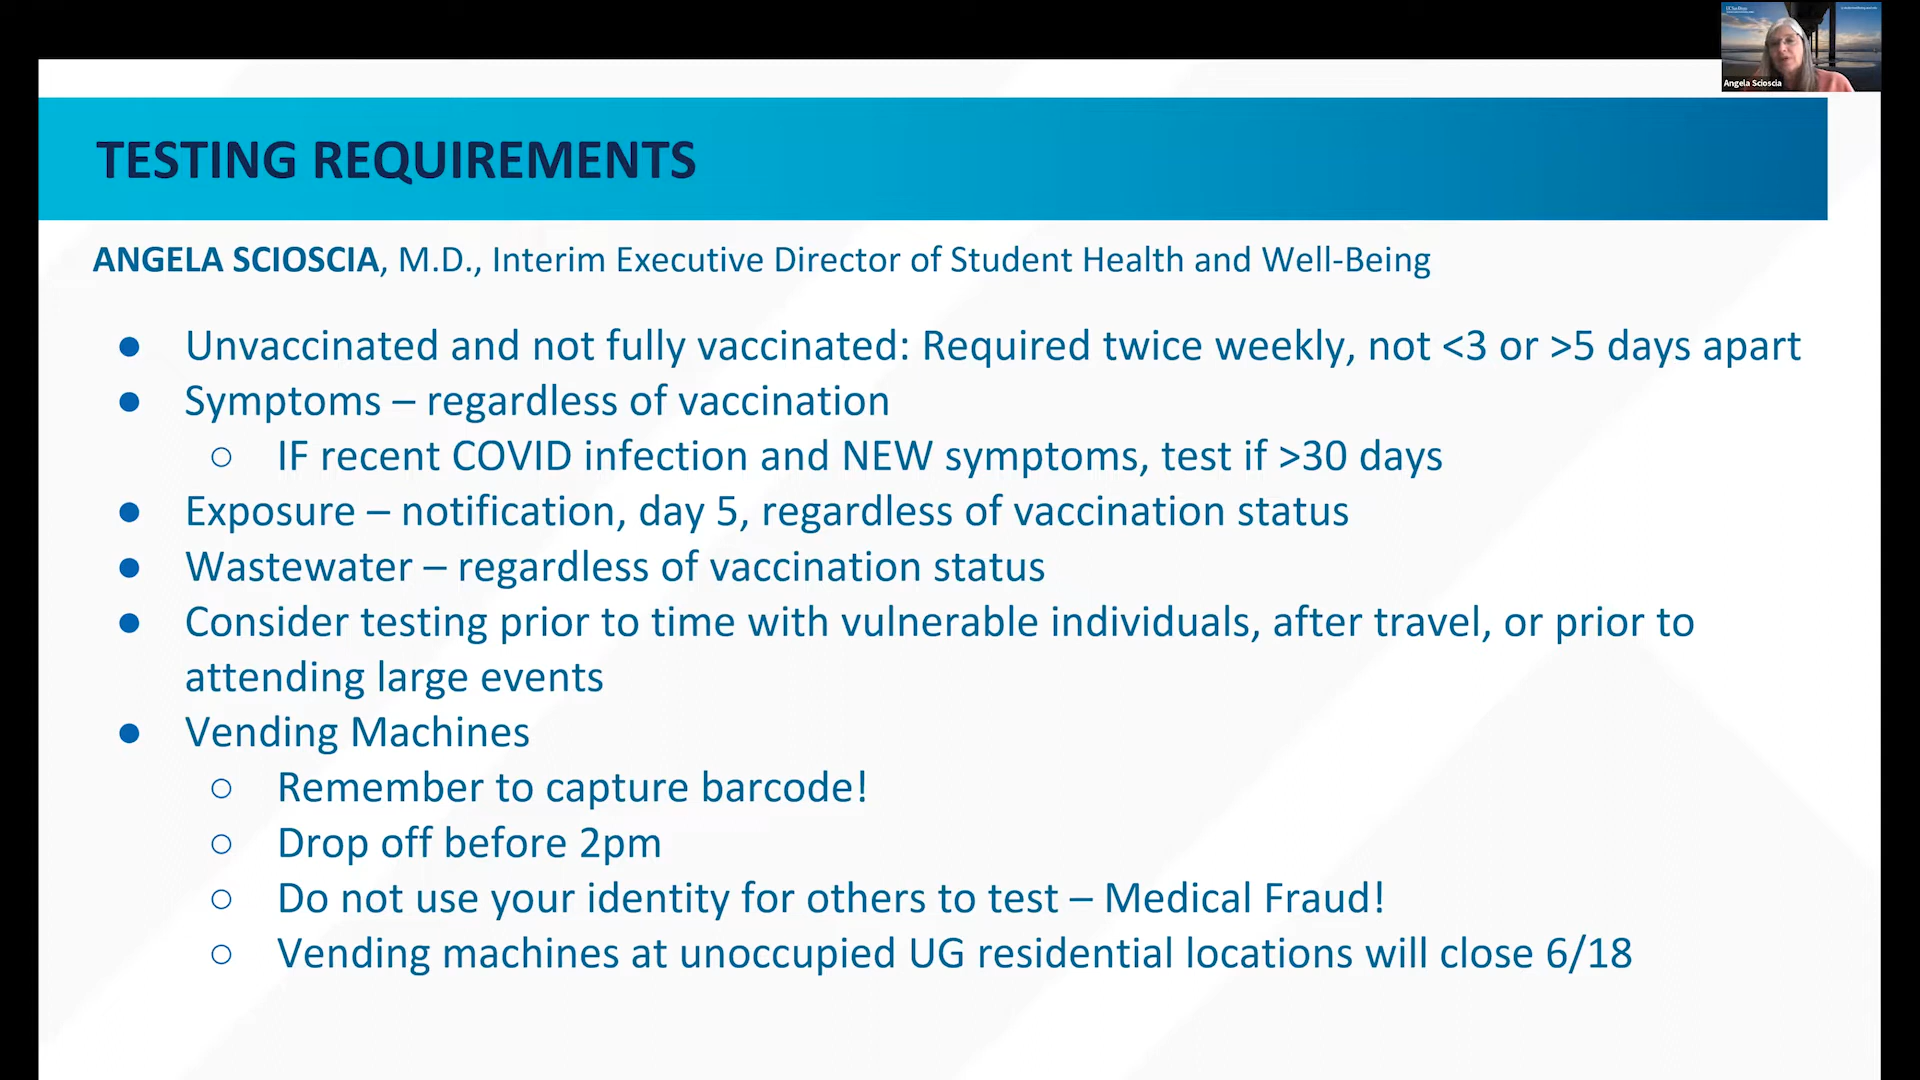 Angela Scioscia
TESTING REQUIREMENTS
ANGELA SCIOSCIA, M.D., Interim Executive Director of Student Health and Well-Being
● Unvaccinated and not fully vaccinated: Required twice weekly, not <3 or >5 days apart
● Symptoms – regardless of vaccination
○ IF recent COVID infection and NEW symptoms, test if >30 days
● Exposure – notification, day 5, regardless of vaccination status
● Wastewater – regardless of vaccination status
● Consider testing prior to time with vulnerable individuals, after travel, or prior to
attending large events
● Vending Machines
○ Remember to capture barcode!
○ Drop off before 2pm
○ Do not use your identity for others to test – Medical Fraud!
○ Vending machines at unoccupied UG residential locations will close 6/18